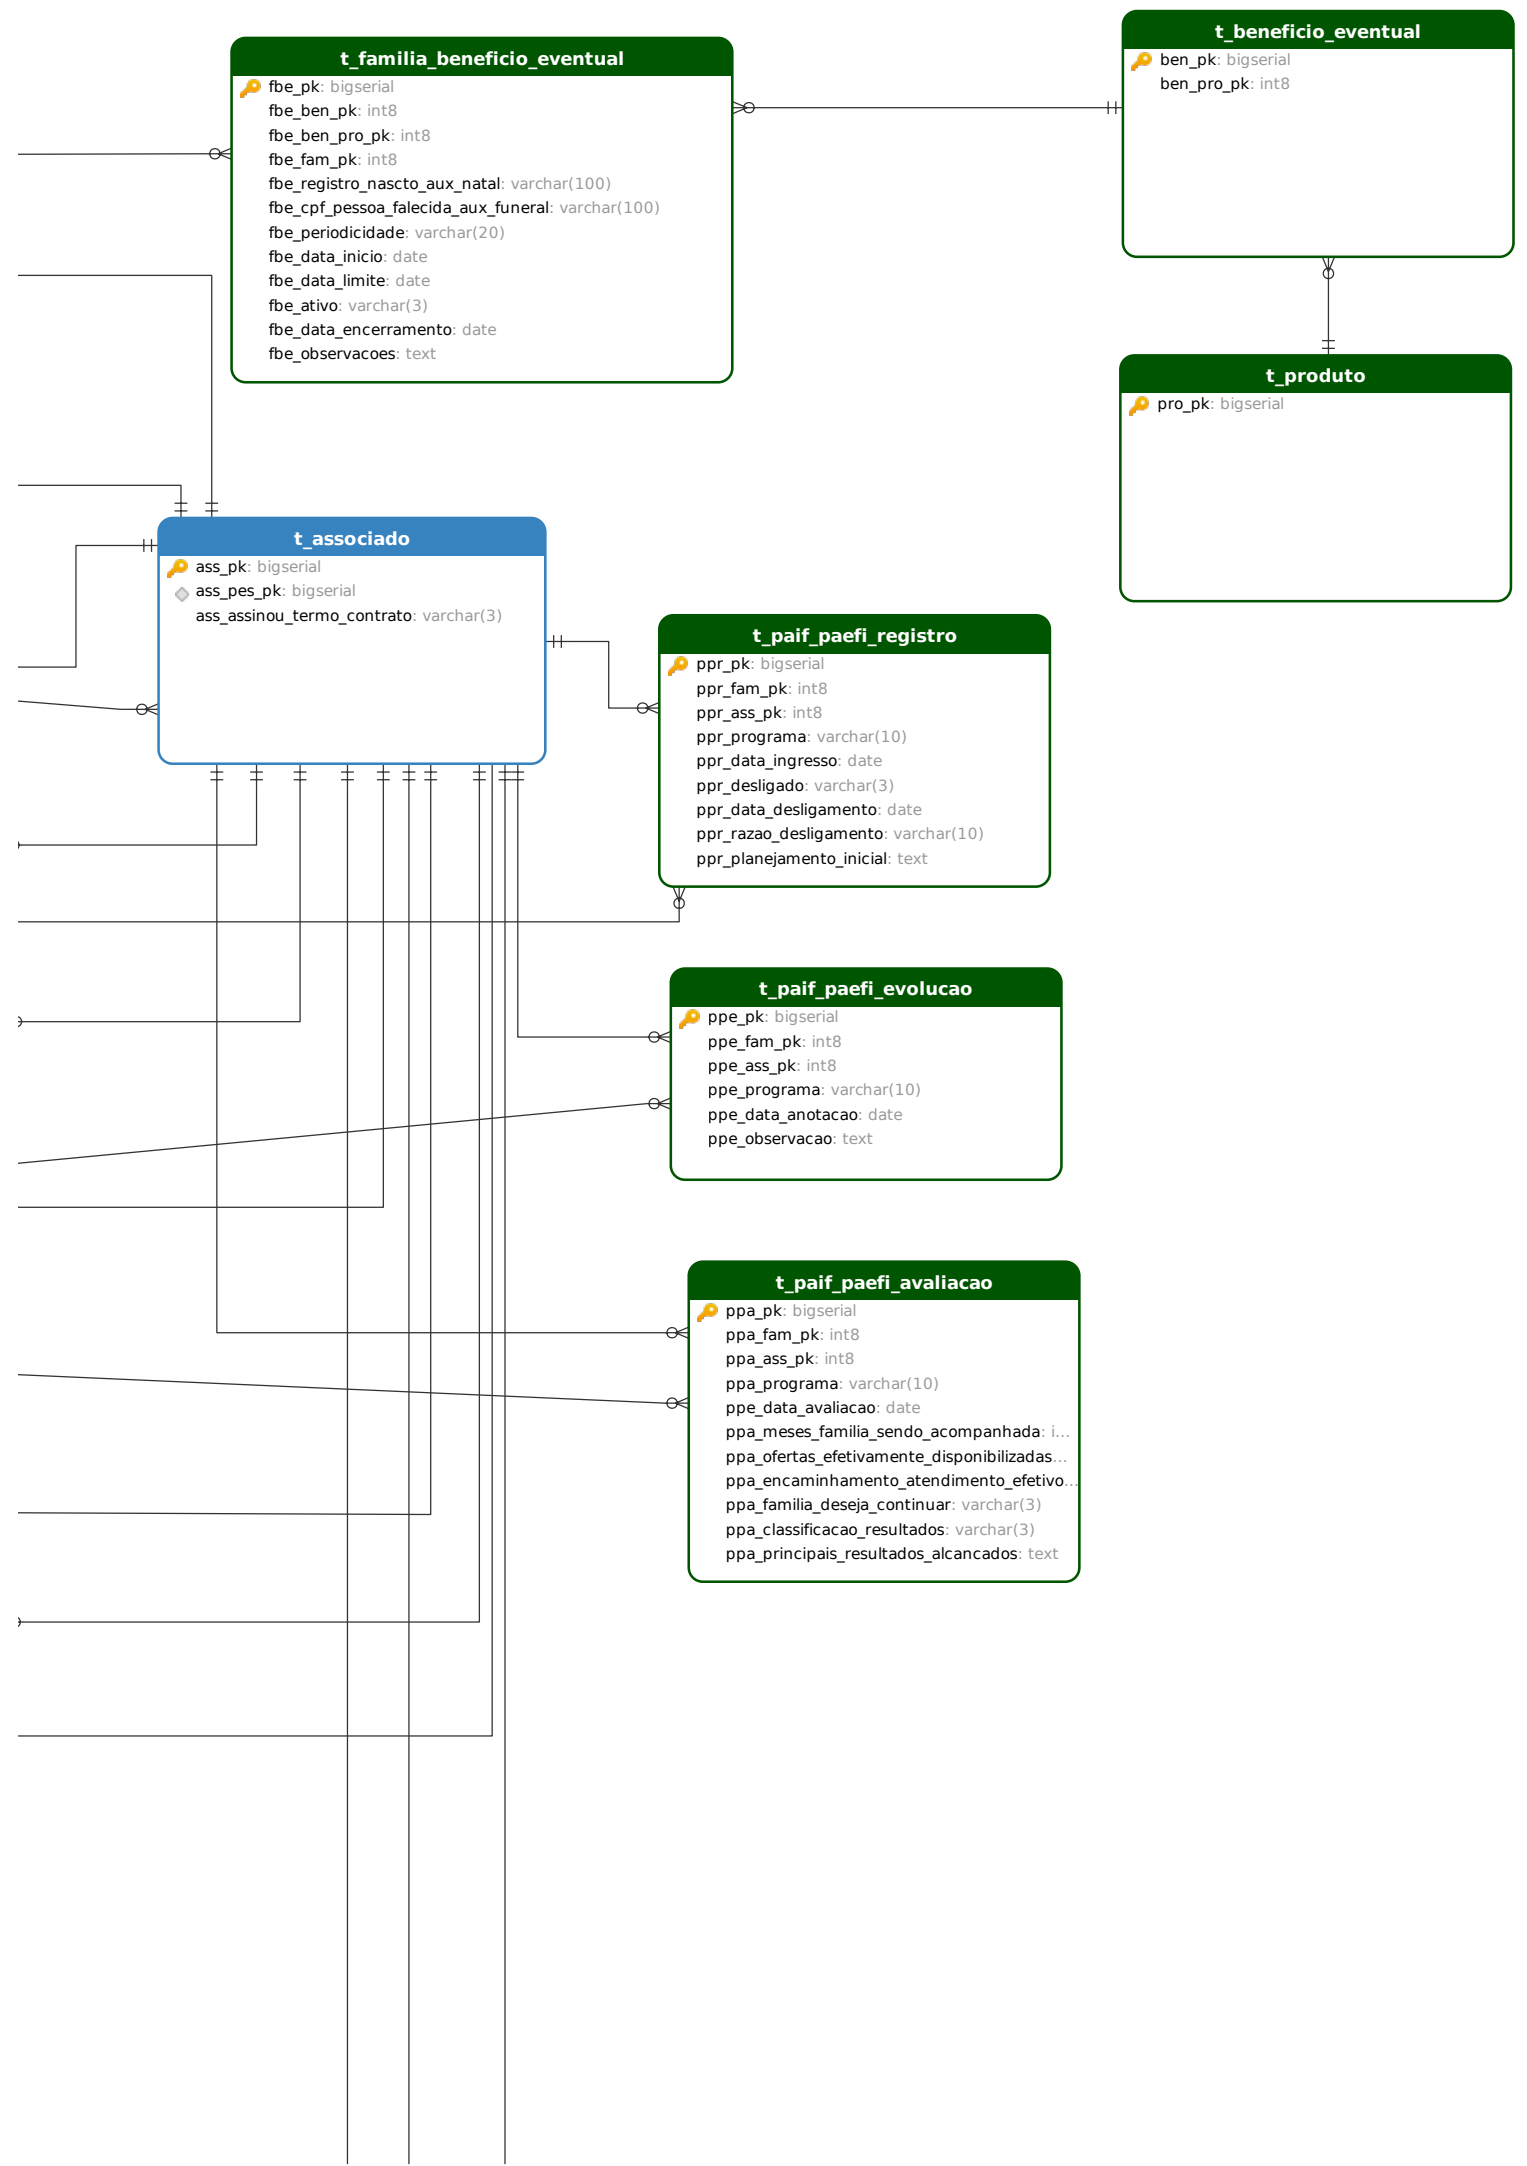 t_familia_beneficio_eventual
fbe_pk: bigserial
fbe_ben_pk: int8
fbe_ben_pro_pk: int8
fbe_fam_pk: int8
fbe_registro_nascto_aux_natal: varchar(100)
fbe_cpf_pessoa_falecida_aux_funeral: varchar(100)
fbe_periodicidade: varchar(20)
fbe_data_inicio: date
fbe_data_limite: date
fbe_ativo: varchar(3)
fbe_data_encerramento: date
fbe_observacoes: text
t_beneficio_eventual
ben_pk: bigserial
ben_pro_pk: int8
t_produto
pro_pk: bigserial
t_associado
ass_pk: bigserial
ass_pes_pk: bigserial
ass_assinou_termo_contrato: varchar(3)
t_paif_paefi_registro
ppr_pk: bigserial
ppr_fam_pk: int8
ppr_ass_pk: int8
ppr_programa: varchar(10)
ppr_data_ingresso: date
ppr_desligado: varchar(3)
ppr_data_desligamento: date
ppr_razao_desligamento: varchar(10)
ppr_planejamento_inicial: text
t_paif_paefi_evolucao
ppe_pk: bigserial
ppe_fam_pk: int8
ppe_ass_pk: int8
ppe_programa: varchar(10)
ppe_data_anotacao: date
ppe_observacao: text
t_paif_paefi_avaliacao
ppa_pk: bigserial
ppa_fam_pk: int8
ppa_ass_pk: int8
ppa_programa: varchar(10)
ppe_data_avaliacao: date
ppa_meses_familia_sendo_acompanhada: i...
ppa_ofertas_efetivamente_disponibilizadas...
ppa_encaminhamento_atendimento_efetivo...
ppa_familia_deseja_continuar: varchar(3)
ppa_classificacao_resultados: varchar(3)
ppa_principais_resultados_alcancados: text